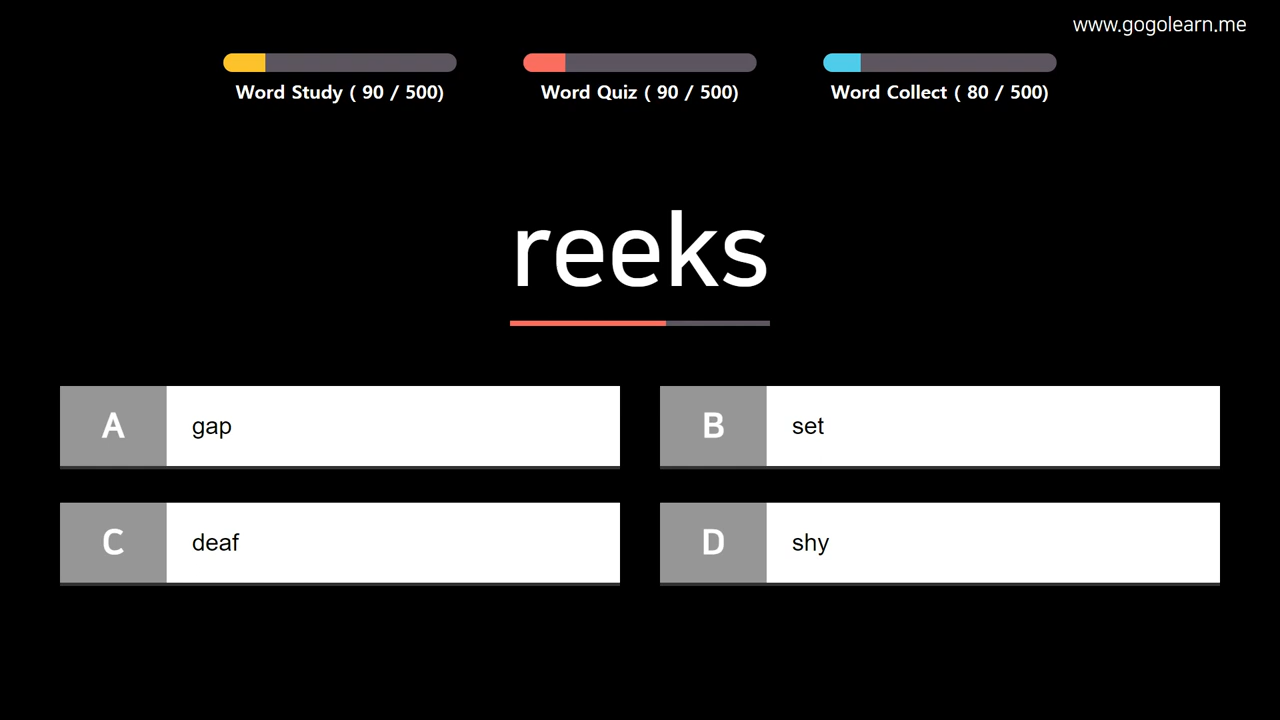 www.gogolearn.me
Word Study ( 90 / 500)
Word Quiz ( 90 / 500)
Word Collect ( 80 / 500)
reeks
A gap
B set
C deaf
D shy